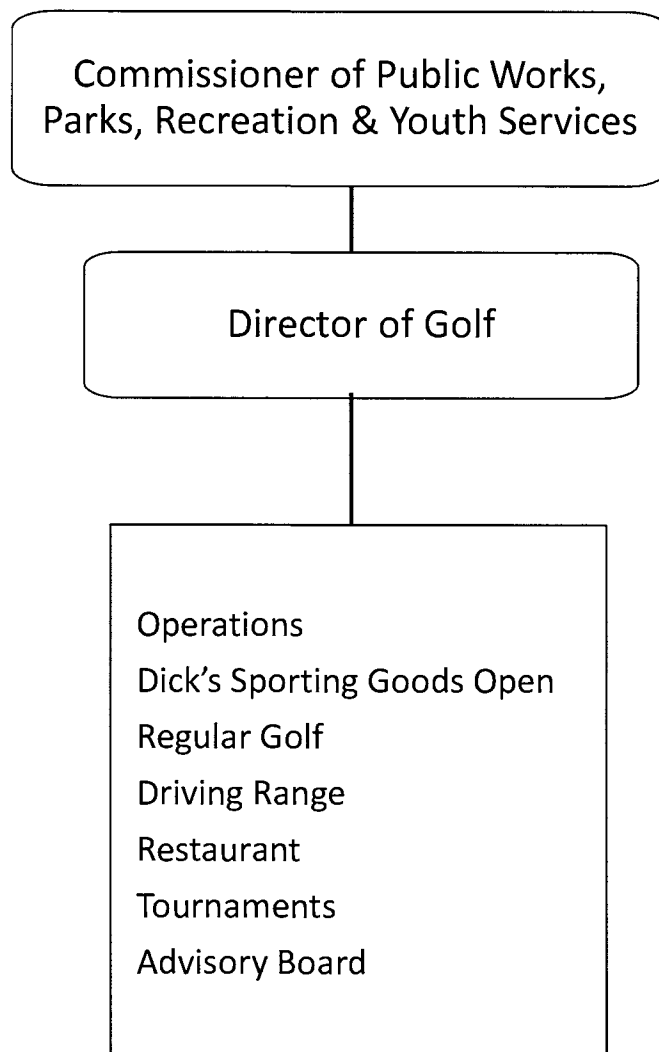 Commissioner of Public Works,
Parks, Recreation & Youth Services
Director of Golf
Operations
Dick's Sporting Goods Open
Regular Golf
Driving Range
Restaurant
Tournaments
Advisory Board